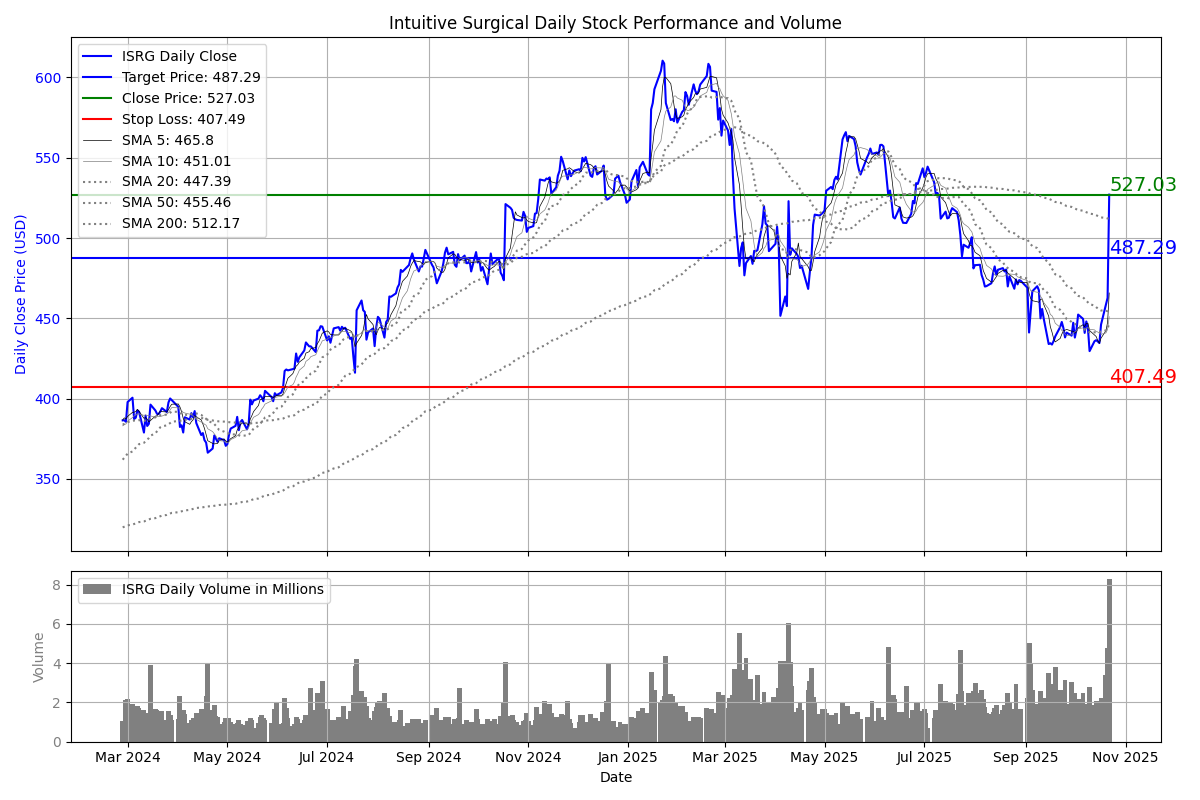 Intuitive Surgical Daily Stock Performance and Volume
ISRG Daily Close
Target Price: 487.29
Close Price: 527.03
Stop Loss: 407.49
SMA 5: 465.8
SMA 10: 451.01
SMA 20: 447.39
SMA 50: 455.46
SMA 200: 512.17
Daily Close Price (USD)
600
550
500
450
400
350
527.03
487.29
407.49
ISRG Daily Volume in Millions
Volume
8
6
4
2
0
Mar 2024 May 2024 Jul 2024 Sep 2024 Nov 2024 Jan 2025 Mar 2025 May 2025 Jul 2025 Sep 2025 Nov 2025
Date